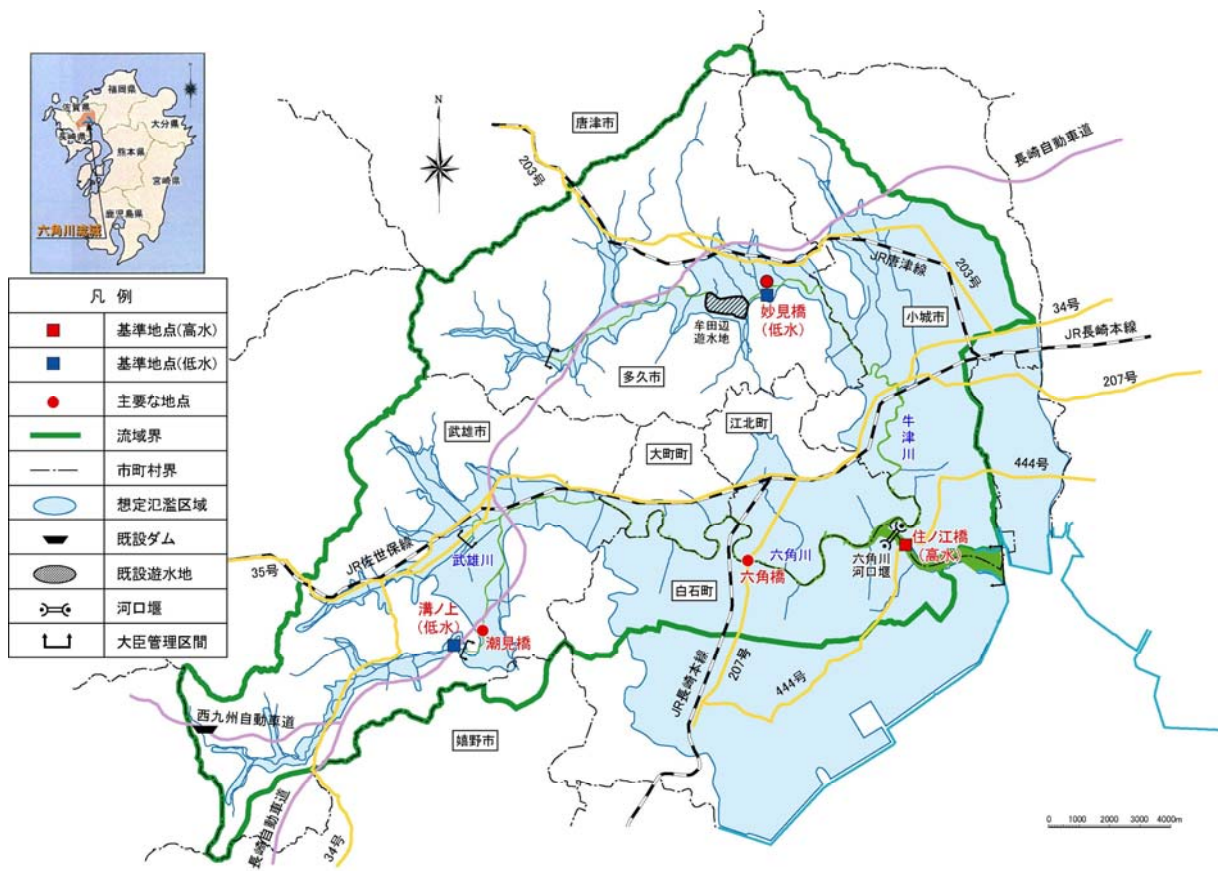 福岡県
佐賀県
大分県
長崎県
熊本県
宮崎県
鹿児島県
六角川流域
凡 例
基準地点(高水)
基準地点(低水)
主要な地点
流域界
市町村界
想定氾濫区域
既設ダム
既設遊水地
河口堰
大臣管理区間
N
唐津市
203号
長崎自動車道
JR唐津線
203号
34号
小城市
JR長崎本線
207号
妙見橋
(低水)
牟田辺
遊水地
多久市
江北町
牛津川
武雄市
大町町
444号
住ノ江橋
(高水)
六角川
六角川
河口堰
六角橋
JR佐世保線
武雄川
35号
白石町
溝ノ上
(低水)
潮見橋
207号
444号
JR長崎本線
西九州自動車道
嬉野市
長崎自動車道
34号
0 1000 2000 3000 4000m